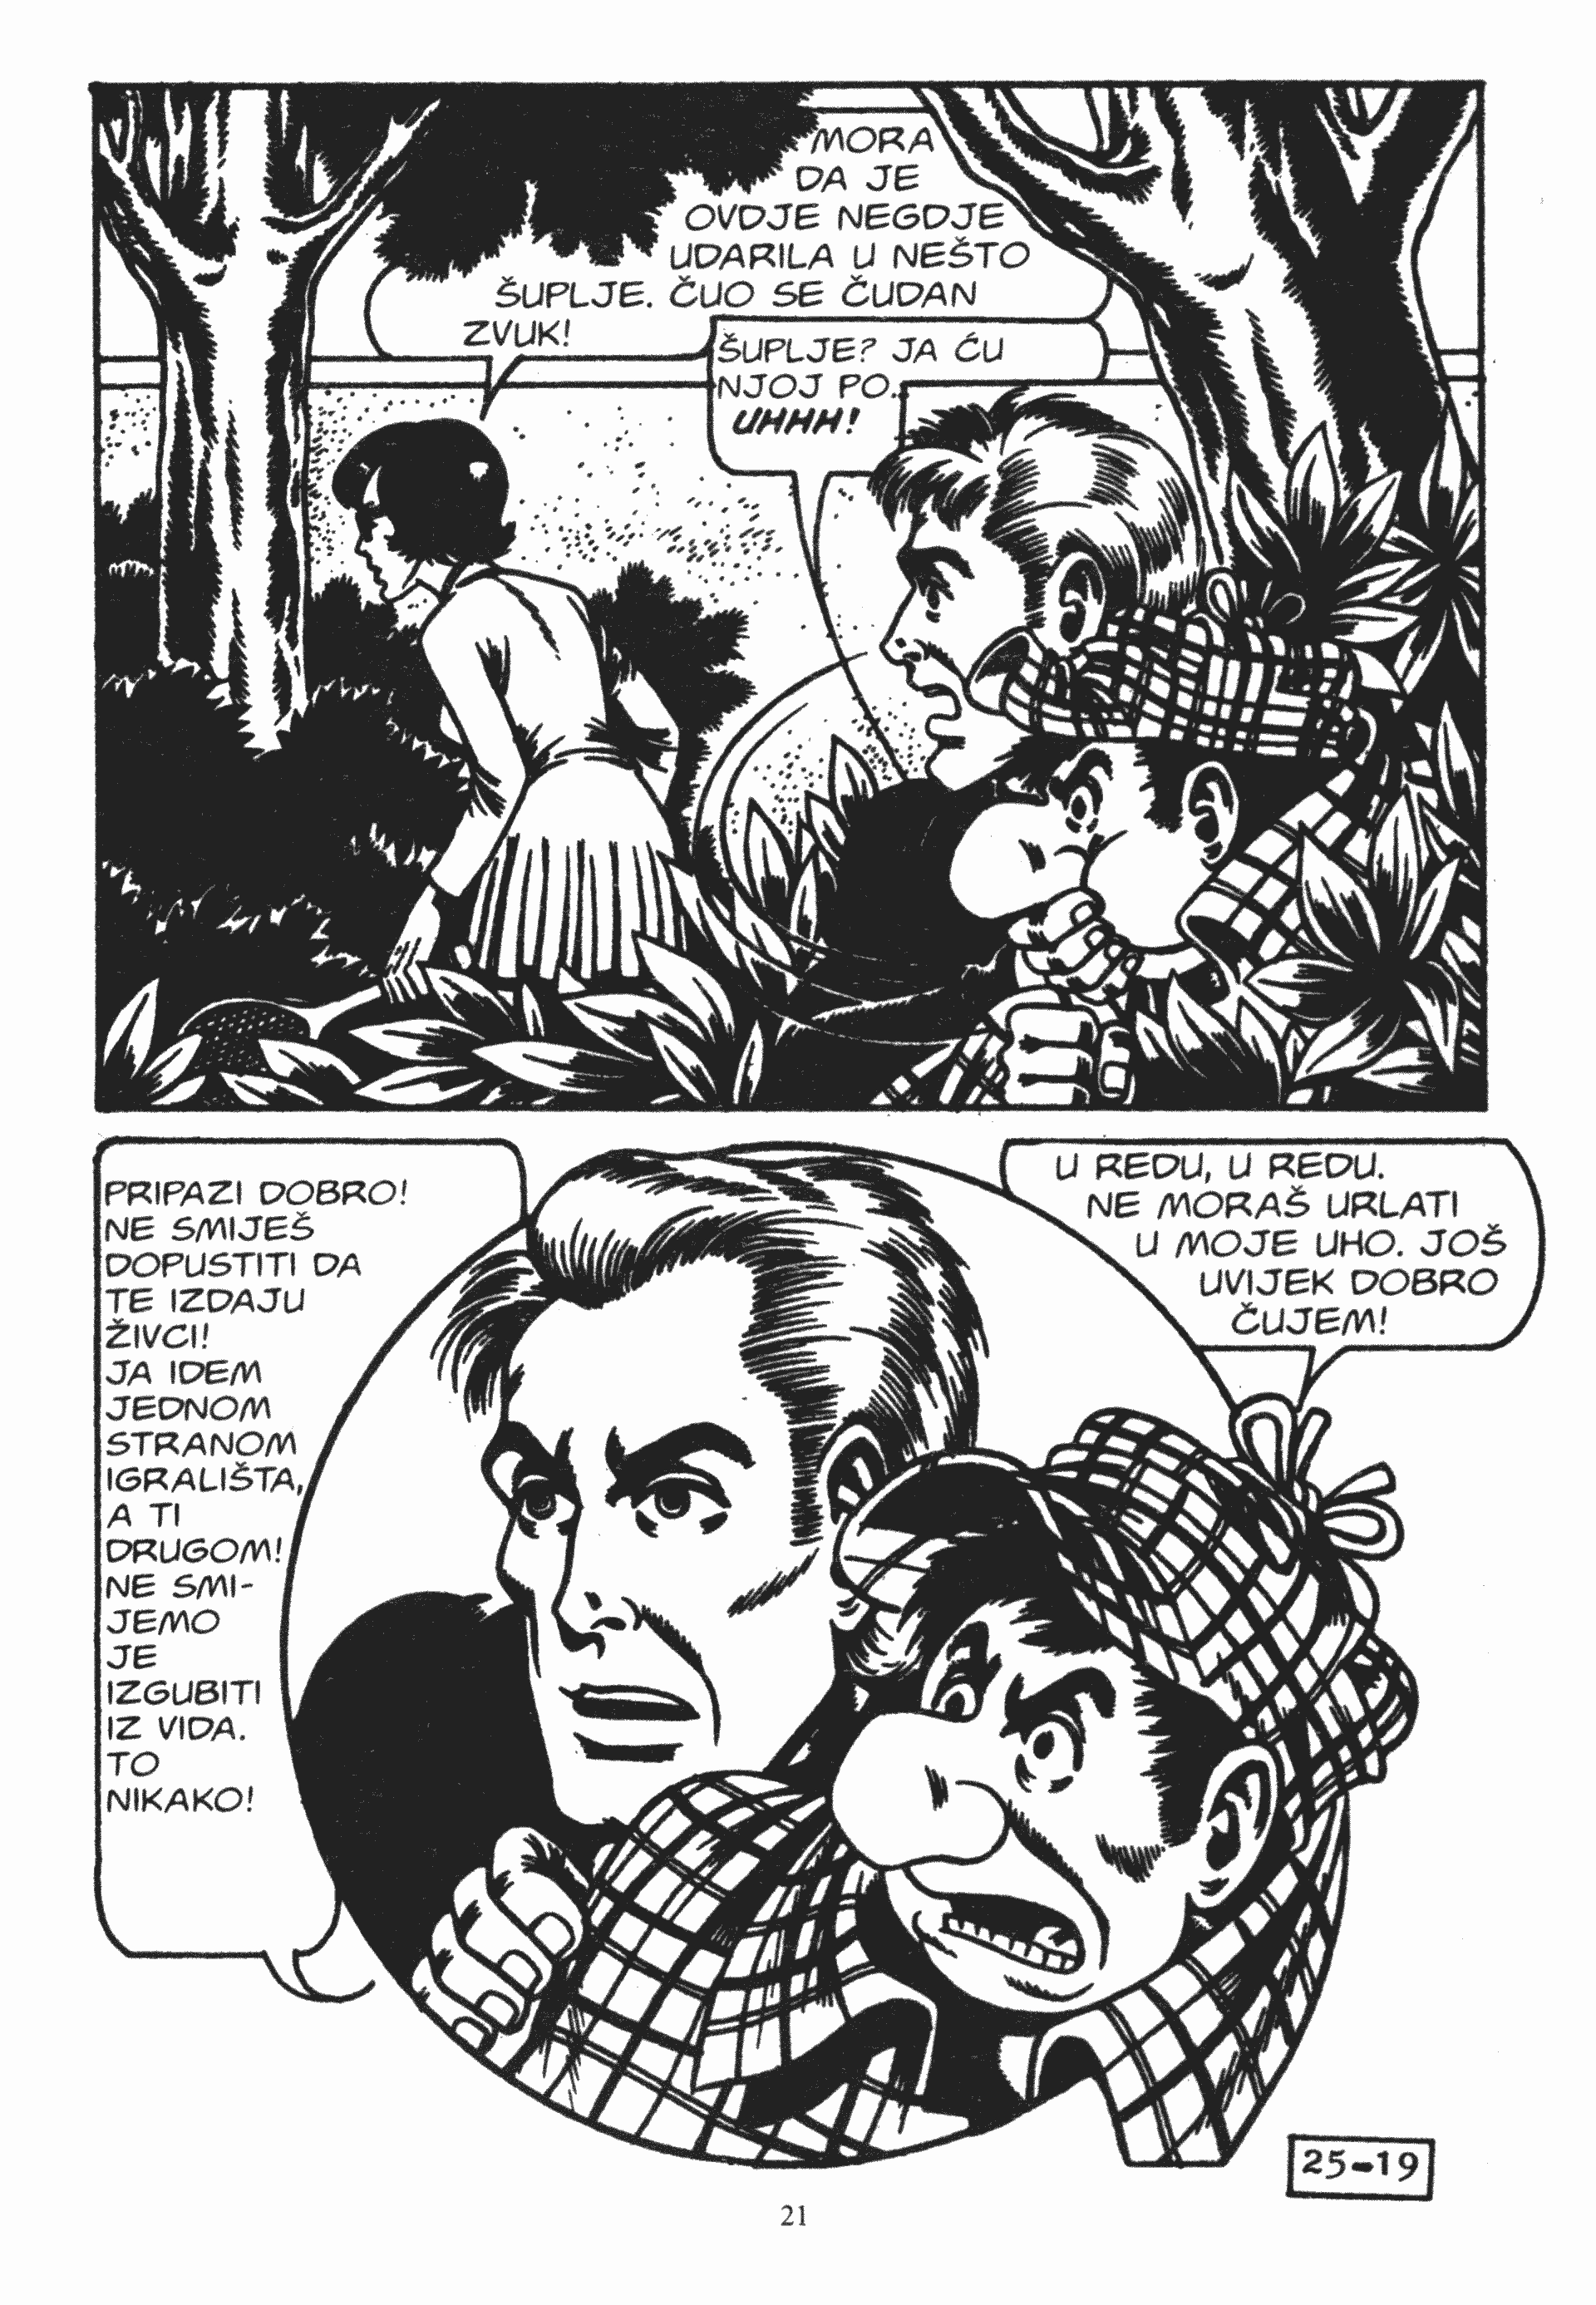 MORA
DA JE
OVDJE NEGDJE
UDARILA U NEŠTO
ŠUPLJE. ČUO SE ČUDAN
ZVUK!
ŠUPLJE? JA ĆU
NJOJ PO...
UHHH!
PRIPAZI DOBRO!
NE SMIJEŠ
DOPUSTITI DA
TE IZDAJU
ŽIVCI!
JA IDEM
JEDNOM
STRANOM
IGRALIŠTA,
A TI
DRUGOM!
NE SMI-
JEMO
JE
IZGUBITI
IZ VIDA.
TO
NIKAKO!
U REDU, U REDU.
NE MORAŠ URLATI
U MOJE UHO. JOŠ
UVIJEK DOBRO
ČUJEM!
25-19
21